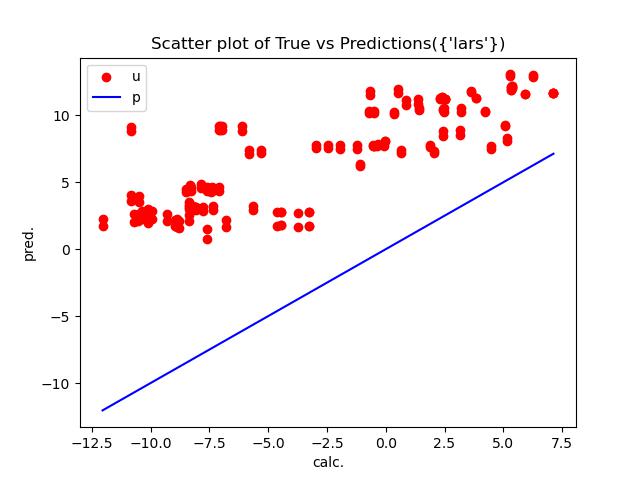 Scatter plot of True vs Predictions({'lars'})
u
p
10
5
0
−5
−10
pred.
−12.5
−10.0
−7.5
−5.0
−2.5
0.0
2.5
5.0
7.5
calc.